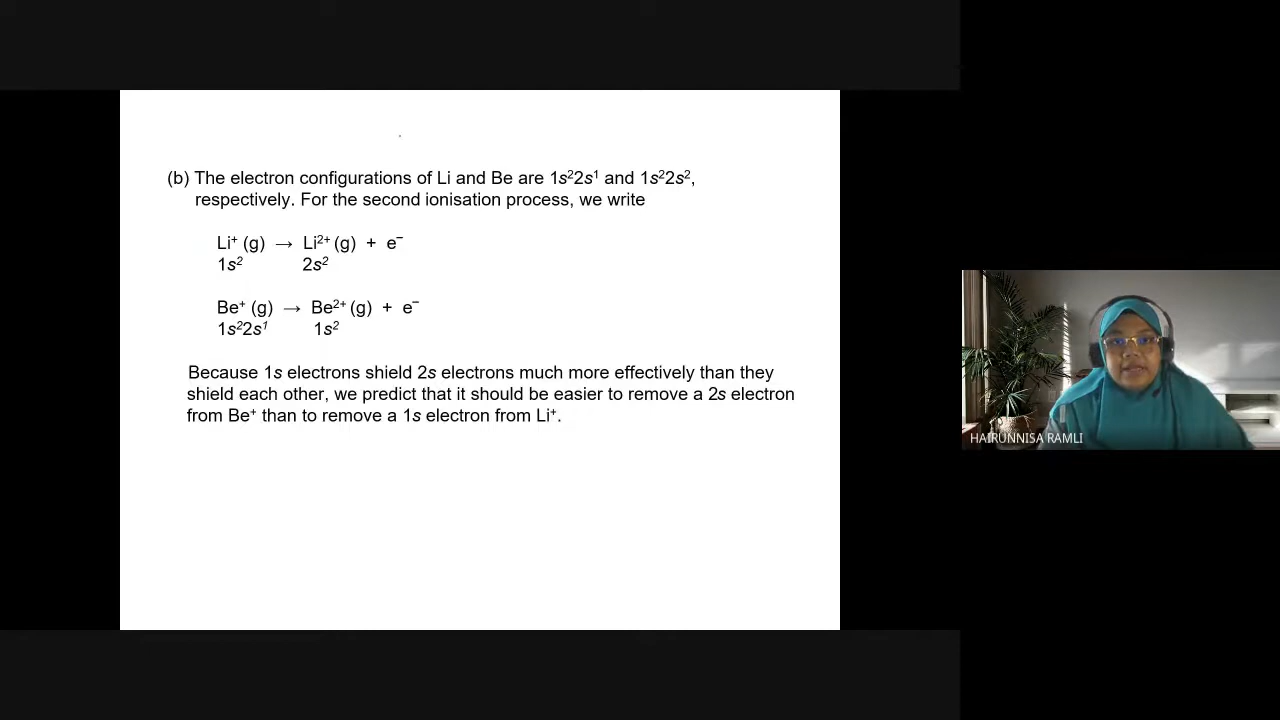 (b) The electron configurations of Li and Be are 1s²2s¹ and 1s²2s²,
respectively. For the second ionisation process, we write
Li⁺ (g) → Li²⁺ (g) + e⁻
1s² 2s²
Be⁺ (g) → Be²⁺ (g) + e⁻
1s²2s¹ 1s²
Because 1s electrons shield 2s electrons much more effectively than they
shield each other, we predict that it should be easier to remove a 2s electron
from Be⁺ than to remove a 1s electron from Li⁺.
HAIRUNNISA RAMLI